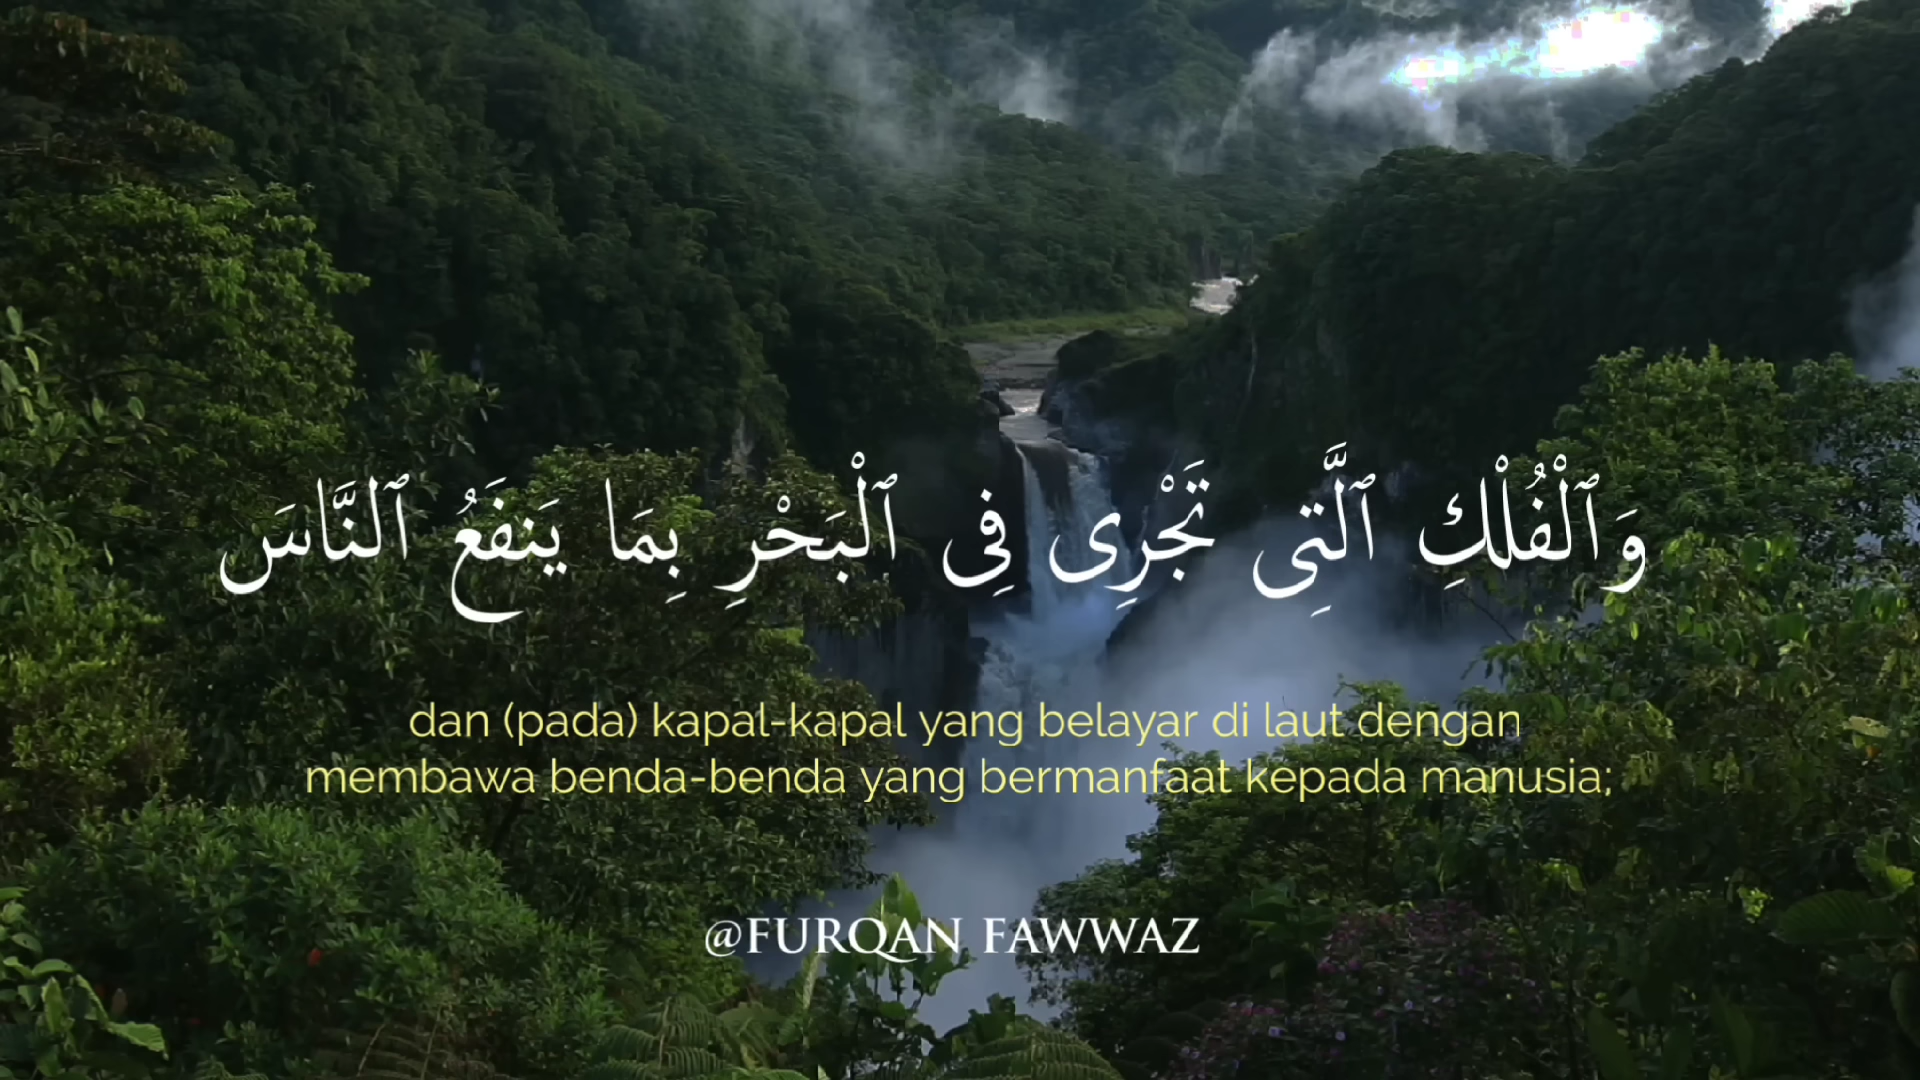 وَٱلْفُلْكِ ٱلَّتِى تَجْرِى فِى ٱلْبَحْرِ بِمَا يَنفَعُ ٱلنَّاسَ
dan (pada) kapal-kapal yang belayar di laut dengan
membawa benda-benda yang bermanfaat kepada manusia;
@FURQAN FAWWAZ